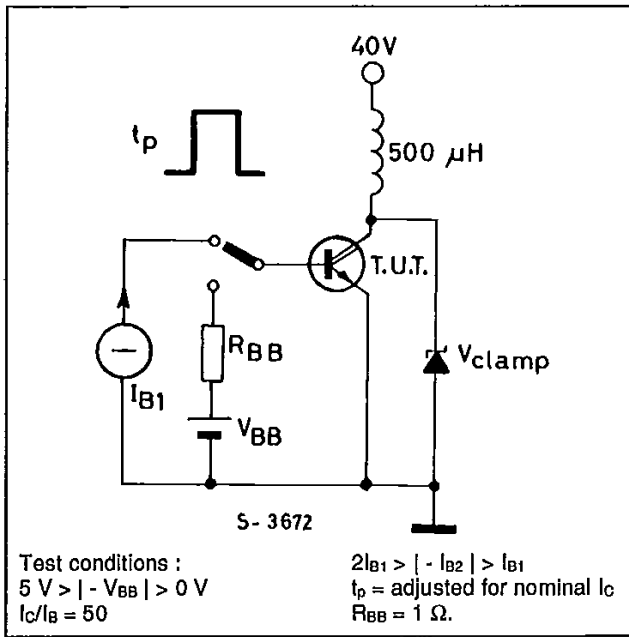 40V
tp
500 µH
T.U.T.
RBB
Vclamp
IB1
VBB
S-3672
Test conditions :
5 V > | - VBB | > 0 V
IC/IB = 50
2IB1 > | - IB2 | > IB1
tp = adjusted for nominal IC
RBB = 1 Ω.